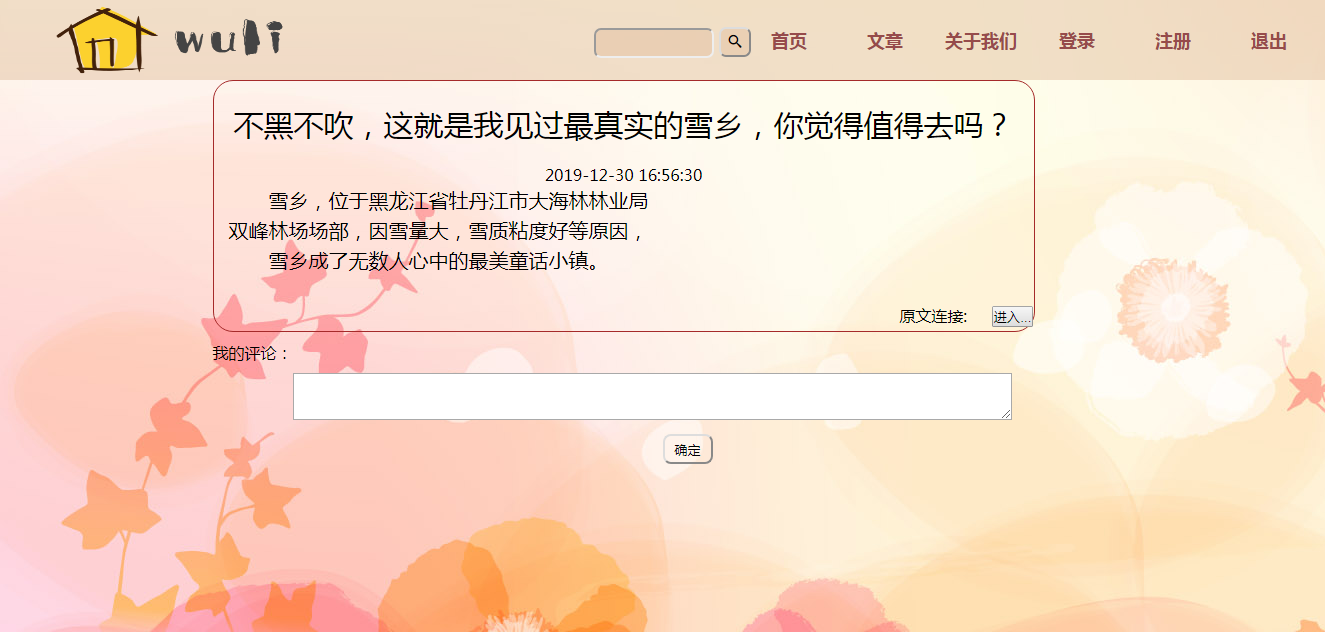 wuli
首页 文章 关于我们 登录 注册 退出
不黑不吹，这就是我见过最真实的雪乡，你觉得值得去吗？
2019-12-30 16:56:30
雪乡，位于黑龙江省牡丹江市大海林林业局
双峰林场场部，因雪量大，雪质粘度好等原因，
雪乡成了无数人心中的最美童话小镇。
原文连接: 进入...
我的评论：
确定